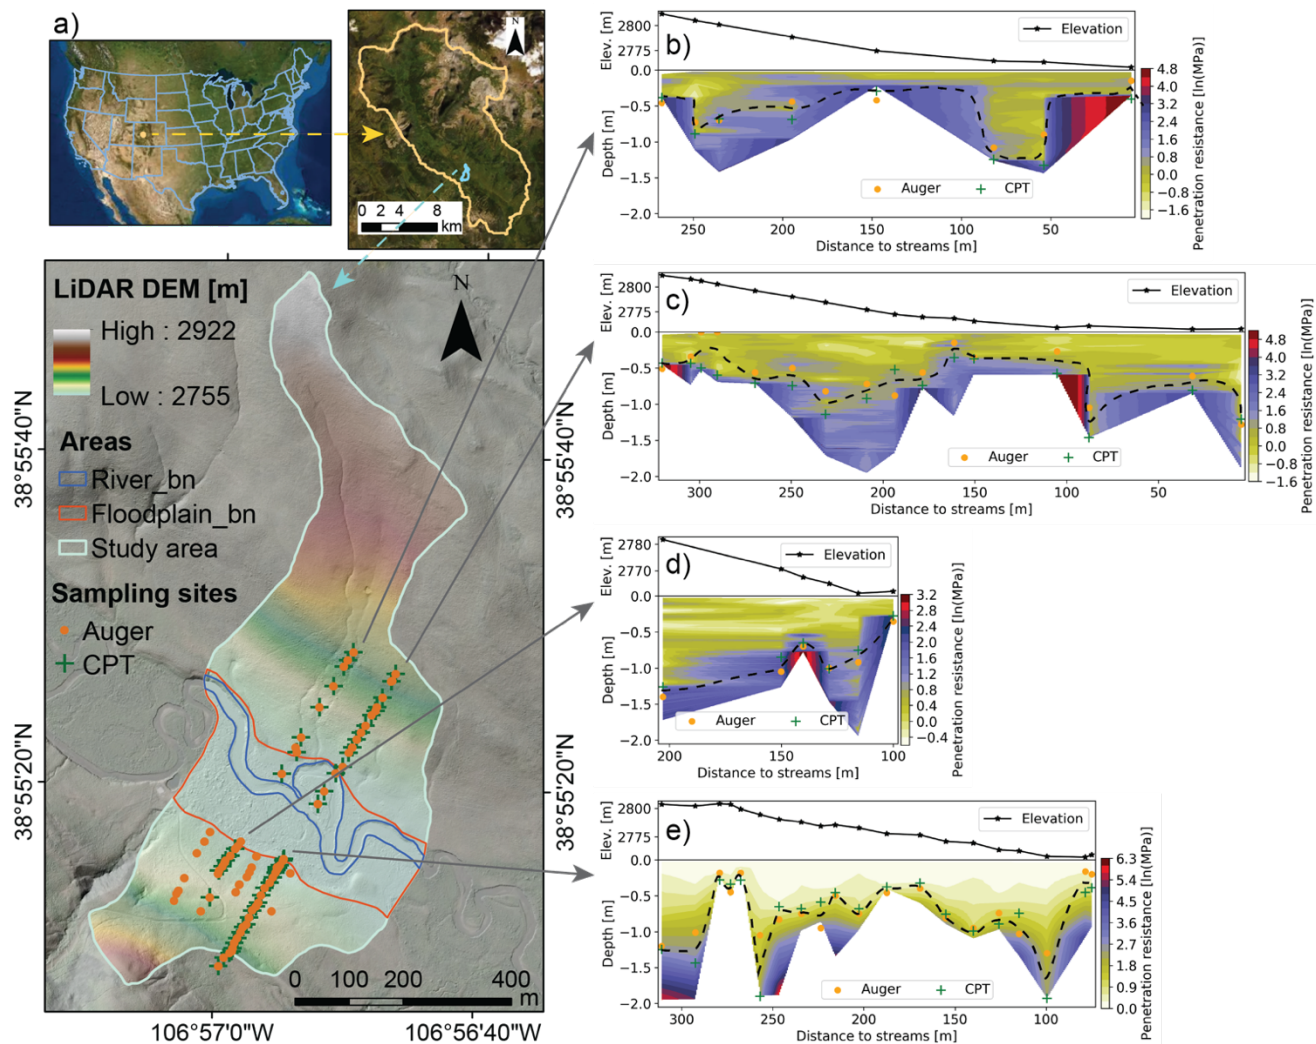 a)
N
0 2 4 8
km
LiDAR DEM [m]
High : 2922
Low : 2755
Areas
River_bn
Floodplain_bn
Study area
Sampling sites
Auger
CPT
N
38°55'40"N
38°55'20"N
38°55'40"N
38°55'20"N
0 100 200 400
m
106°57'0"W 106°56'40"W
b)
Elev. [m]
2800
2775
0.0
Elevation
Depth [m]
−0.5
−1.0
−1.5
−2.0
Auger CPT
250 200 150 100 50
Distance to streams [m]
4.8
4.0
3.2
2.4
1.6
0.8
0.0
−0.8
−1.6
Penetration resistance [ln(MPa)]
c)
Elev. [m]
2800
2775
0.0
Elevation
Depth [m]
−0.5
−1.0
−1.5
−2.0
Auger CPT
300 250 200 150 100 50
Distance to streams [m]
4.8
4.0
3.2
2.4
1.6
0.8
0.0
−0.8
−1.6
Penetration resistance [ln(MPa)]
d)
Elev. [m]
2780
2770
0.0
Elevation
Depth [m]
−0.5
−1.0
−1.5
−2.0
Auger CPT
203 150 100
Distance to streams [m]
3.2
2.8
2.4
2.0
1.6
1.2
0.8
0.4
0.0
−0.4
Penetration resistance [ln(MPa)]
e)
Elev. [m]
2800
2775
0.0
Elevation
Depth [m]
−0.5
−1.0
−1.5
−2.0
Auger CPT
311 300 250 200 150 100
Distance to streams [m]
6.3
5.4
4.5
3.6
2.7
1.8
0.9
0.0
−0.9
Penetration resistance [ln(MPa)]